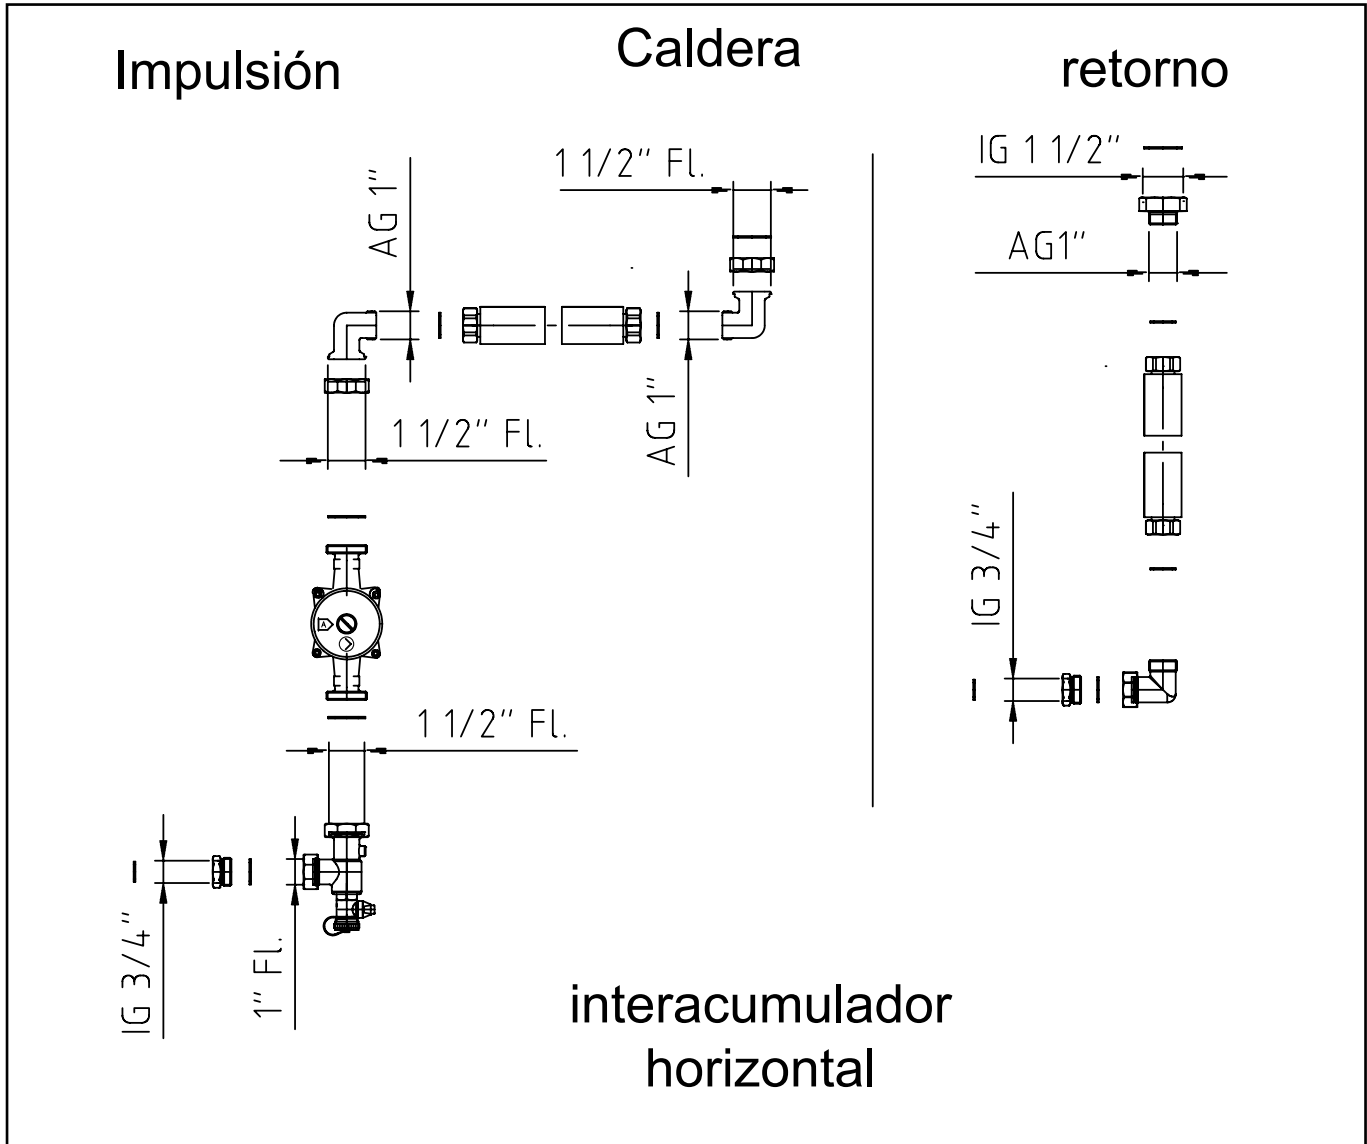 Impulsión
Caldera
retorno
1 1/2" Fl.
IG 1 1/2"
AG 1"
AG1"
1 1/2" Fl.
AG 1"
IG 3/4"
A
1 1/2" Fl.
IG 3/4"
1" Fl.
interacumulador
horizontal